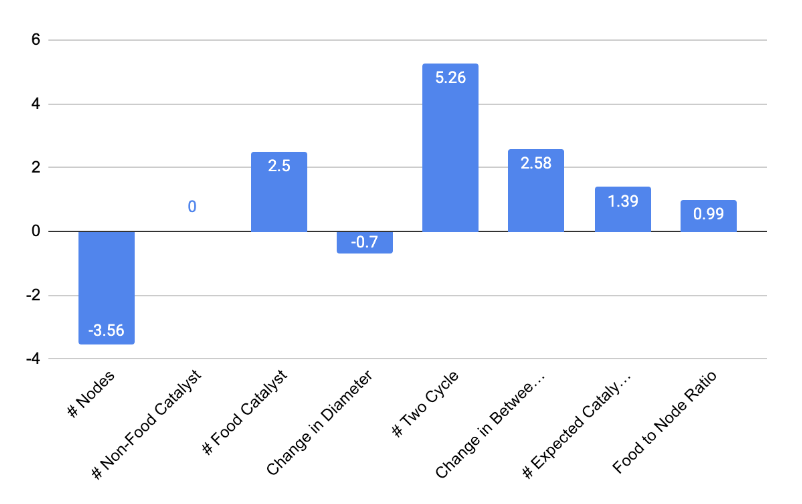 6
4
2
0
-2
-4
-3.56
0
2.5
-0.7
5.26
2.58
1.39
0.99
# Nodes
# Non-Food Catalyst
# Food Catalyst
Change in Diameter
# Two Cycle
Change in Betwee…
# Expected Cataly…
Food to Node Ratio